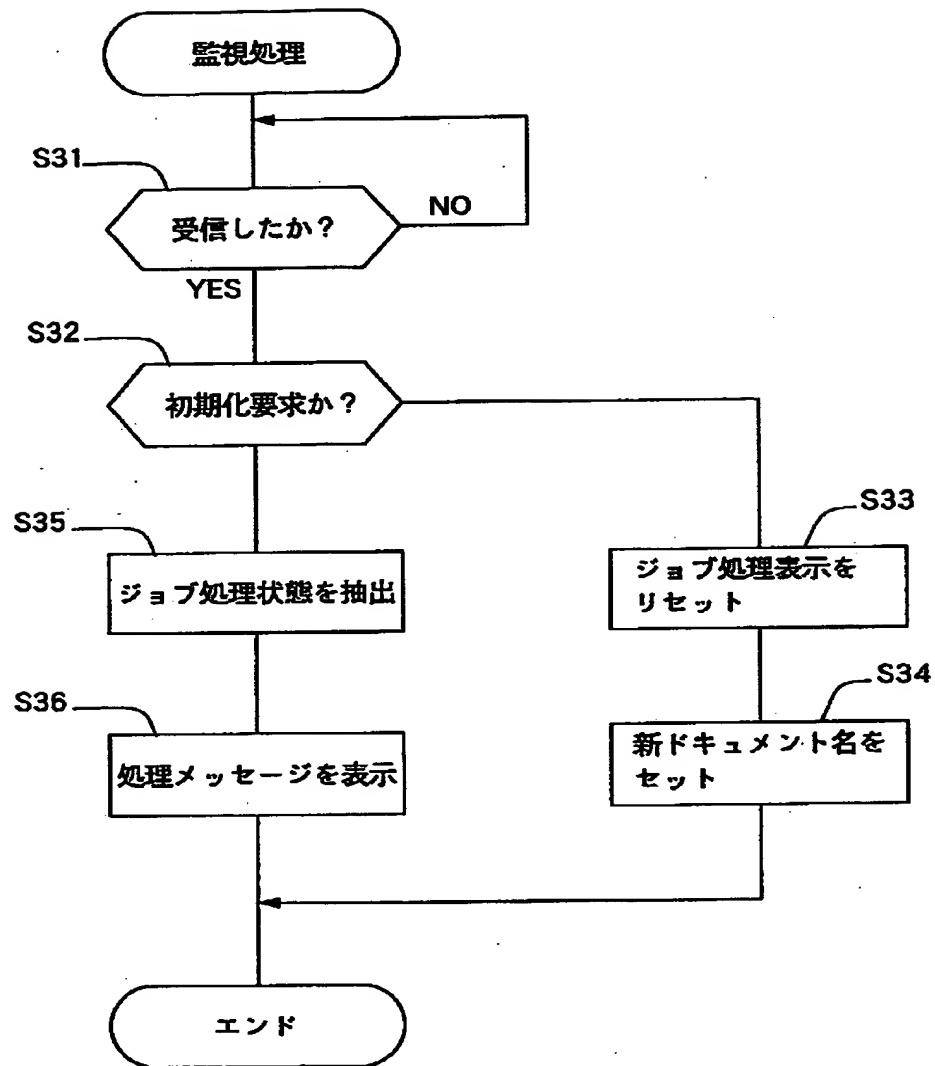 監視処理
S31
受信したか？
NO
YES
S32
初期化要求か？
S35
ジョブ処理状態を抽出
S33
ジョブ処理表示を
リセット
S36
処理メッセージを表示
S34
新ドキュメント名を
セット
エンド